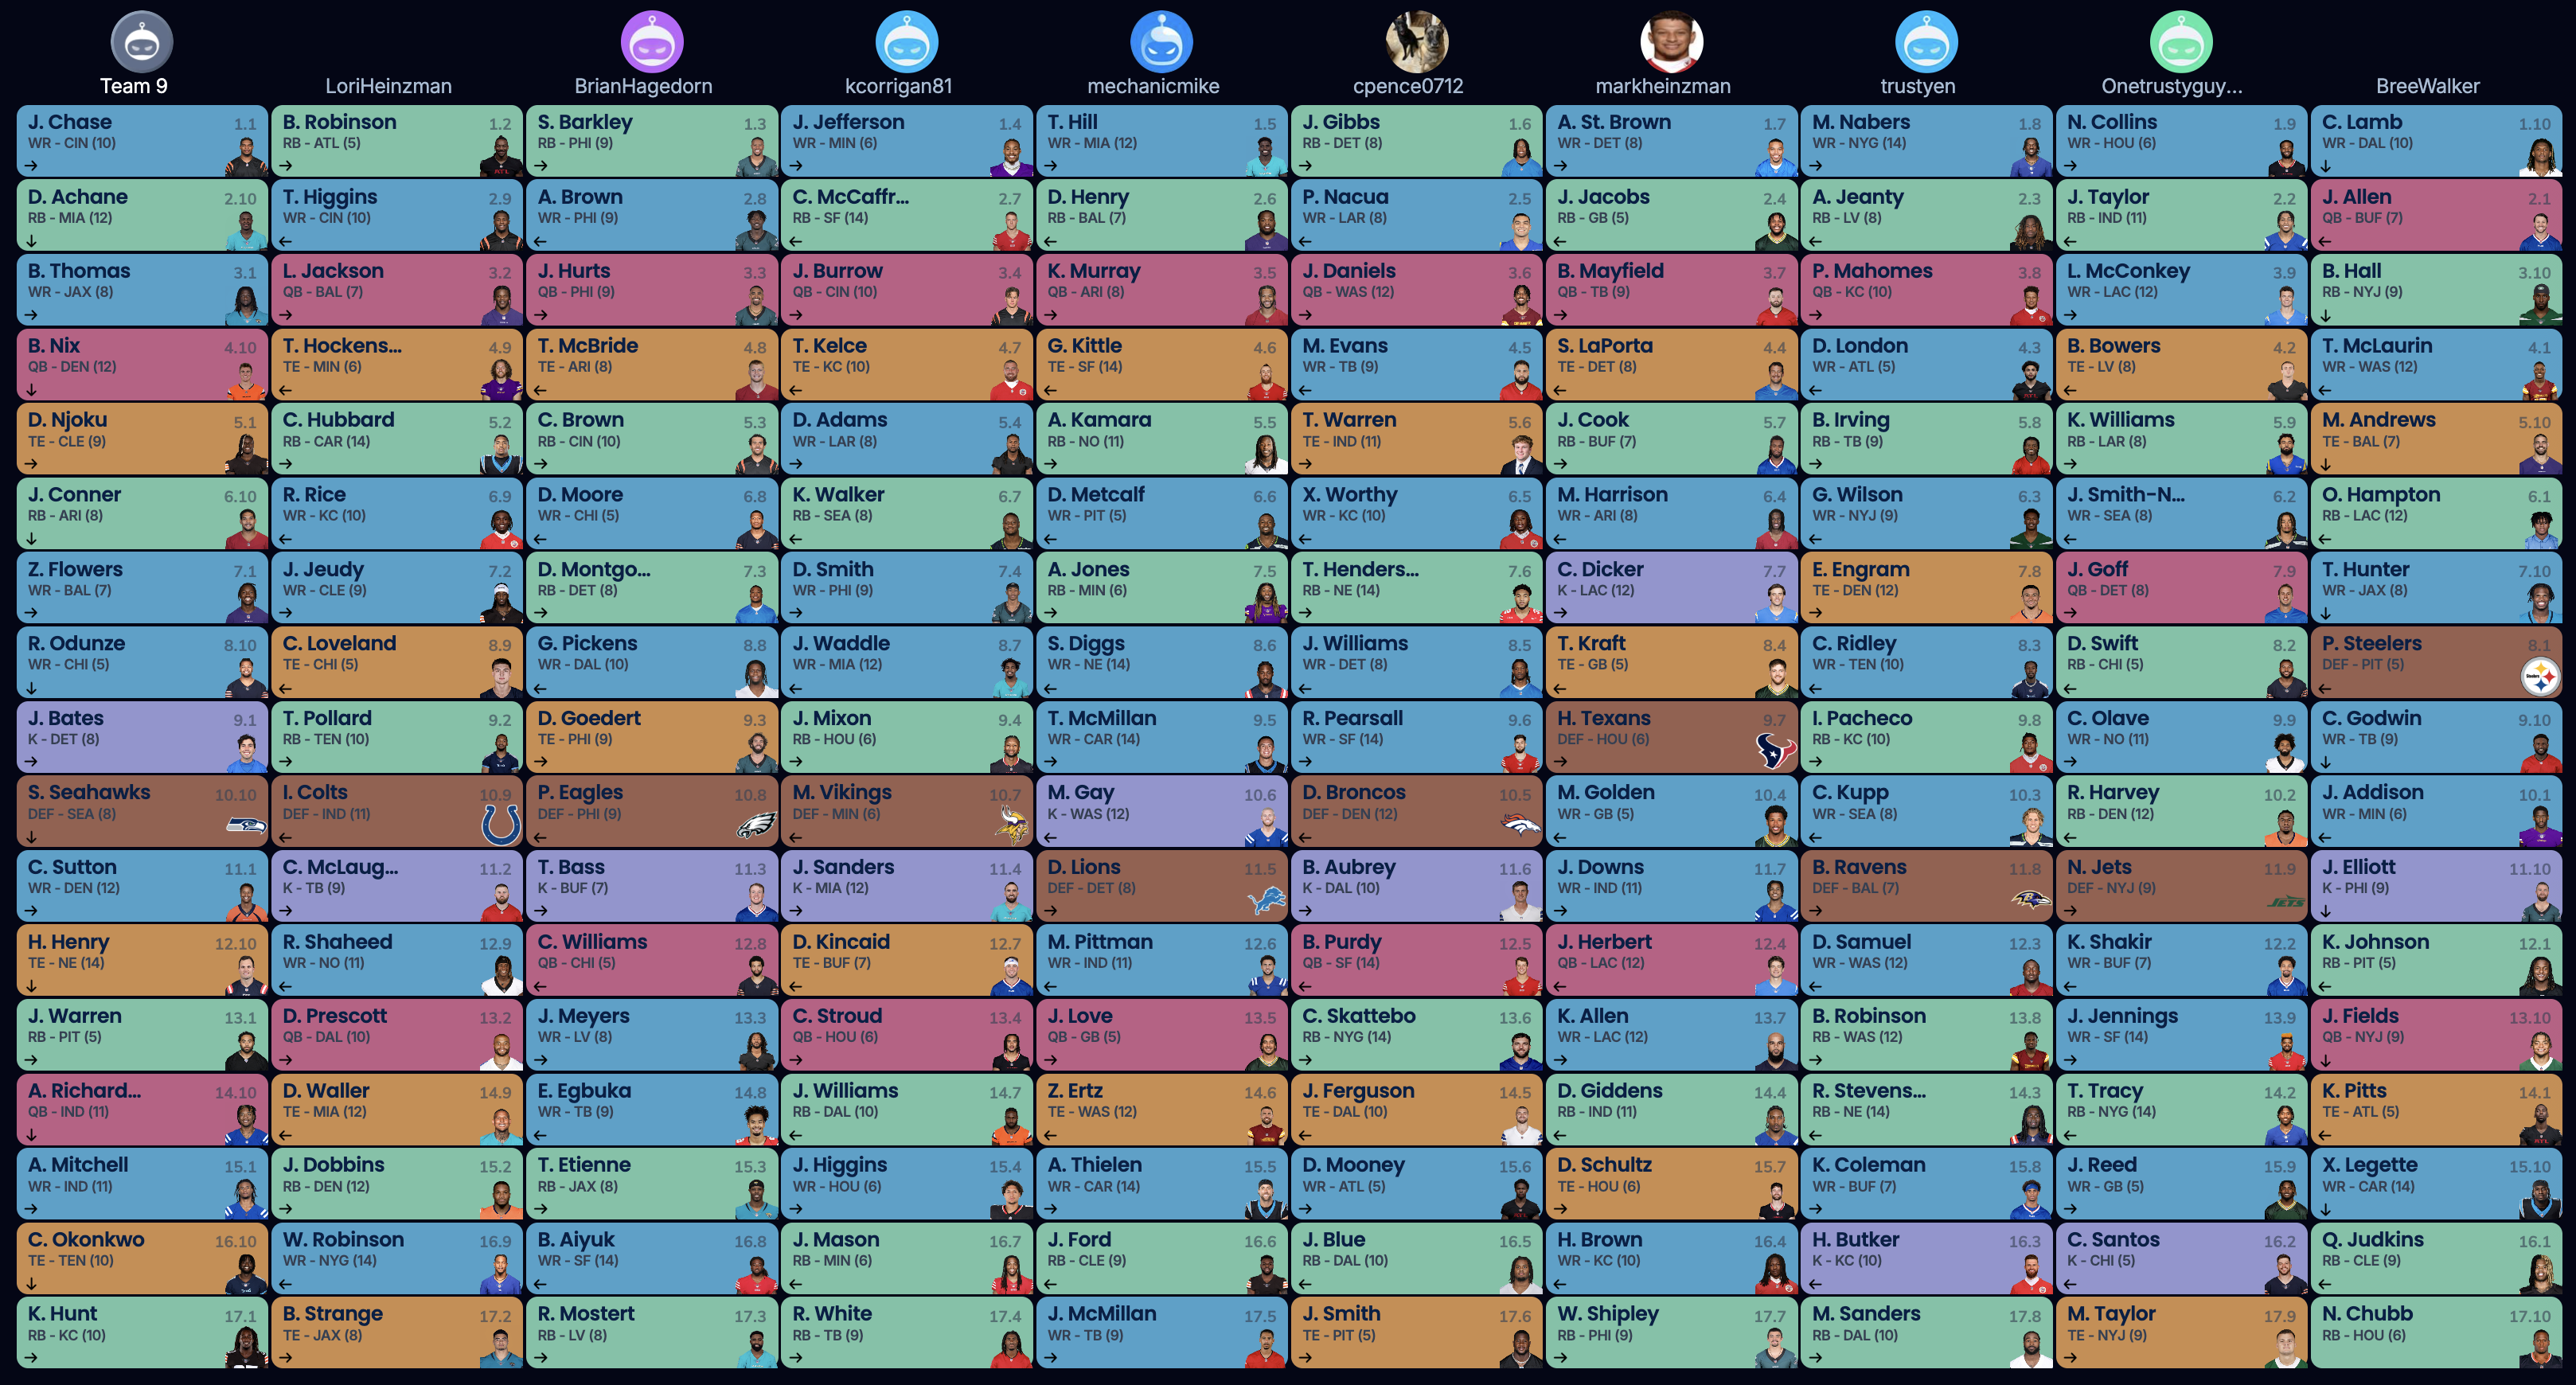 Team 9
LoriHeinzman
BrianHagedorn
kcorrigan81
mechanicmike
cpence0712
markheinzman
trustyen
Onetrustyguy...
BreeWalker
J. Chase 1.1
WR - CIN (10)
B. Robinson 1.2
RB - ATL (5)
S. Barkley 1.3
RB - PHI (9)
J. Jefferson 1.4
WR - MIN (6)
T. Hill 1.5
WR - MIA (12)
J. Gibbs 1.6
RB - DET (8)
A. St. Brown 1.7
WR - DET (8)
M. Nabers 1.8
WR - NYG (14)
N. Collins 1.9
WR - HOU (6)
C. Lamb 1.10
WR - DAL (10)
D. Achane 2.10
RB - MIA (12)
T. Higgins 2.9
WR - CIN (10)
A. Brown 2.8
WR - PHI (9)
C. McCaffr... 2.7
RB - SF (14)
D. Henry 2.6
RB - BAL (7)
P. Nacua 2.5
WR - LAR (8)
J. Jacobs 2.4
RB - GB (5)
A. Jeanty 2.3
RB - LV (8)
J. Taylor 2.2
RB - IND (11)
J. Allen 2.1
QB - BUF (7)
B. Thomas 3.1
WR - JAX (8)
L. Jackson 3.2
QB - BAL (7)
J. Hurts 3.3
QB - PHI (9)
J. Burrow 3.4
QB - CIN (10)
K. Murray 3.5
QB - ARI (8)
J. Daniels 3.6
QB - WAS (12)
B. Mayfield 3.7
QB - TB (9)
P. Mahomes 3.8
QB - KC (10)
L. McConkey 3.9
WR - LAC (12)
B. Hall 3.10
RB - NYJ (9)
B. Nix 4.10
QB - DEN (12)
T. Hockens... 4.9
TE - MIN (6)
T. McBride 4.8
TE - ARI (8)
T. Kelce 4.7
TE - KC (10)
G. Kittle 4.6
TE - SF (14)
M. Evans 4.5
WR - TB (9)
S. LaPorta 4.4
TE - DET (8)
D. London 4.3
WR - ATL (5)
B. Bowers 4.2
TE - LV (8)
T. McLaurin 4.1
WR - WAS (12)
D. Njoku 5.1
TE - CLE (9)
C. Hubbard 5.2
RB - CAR (14)
C. Brown 5.3
RB - CIN (10)
D. Adams 5.4
WR - LAR (8)
A. Kamara 5.5
RB - NO (11)
T. Warren 5.6
TE - IND (11)
J. Cook 5.7
RB - BUF (7)
B. Irving 5.8
RB - TB (9)
K. Williams 5.9
RB - LAR (8)
M. Andrews 5.10
TE - BAL (7)
J. Conner 6.10
RB - ARI (8)
R. Rice 6.9
WR - KC (10)
D. Moore 6.8
WR - CHI (5)
K. Walker 6.7
RB - SEA (8)
D. Metcalf 6.6
WR - PIT (5)
X. Worthy 6.5
WR - KC (10)
M. Harrison 6.4
WR - ARI (8)
G. Wilson 6.3
WR - NYJ (9)
J. Smith-N... 6.2
WR - SEA (8)
O. Hampton 6.1
RB - LAC (12)
Z. Flowers 7.1
WR - BAL (7)
J. Jeudy 7.2
WR - CLE (9)
D. Montgo... 7.3
RB - DET (8)
D. Smith 7.4
WR - PHI (9)
A. Jones 7.5
RB - MIN (6)
T. Henders... 7.6
RB - NE (14)
C. Dicker 7.7
K - LAC (12)
E. Engram 7.8
TE - DEN (12)
J. Goff 7.9
QB - DET (8)
T. Hunter 7.10
WR - JAX (8)
R. Odunze 8.10
WR - CHI (5)
C. Loveland 8.9
TE - CHI (5)
G. Pickens 8.8
WR - DAL (10)
J. Waddle 8.7
WR - MIA (12)
S. Diggs 8.6
WR - NE (14)
J. Williams 8.5
WR - DET (8)
T. Kraft 8.4
TE - GB (5)
C. Ridley 8.3
WR - TEN (10)
D. Swift 8.2
RB - CHI (5)
P. Steelers 8.1
DEF - PIT (5)
J. Bates 9.1
K - DET (8)
T. Pollard 9.2
RB - TEN (10)
D. Goedert 9.3
TE - PHI (9)
J. Mixon 9.4
RB - HOU (6)
T. McMillan 9.5
WR - CAR (14)
R. Pearsall 9.6
WR - SF (14)
H. Texans 9.7
DEF - HOU (6)
I. Pacheco 9.8
RB - KC (10)
C. Olave 9.9
WR - NO (11)
C. Godwin 9.10
WR - TB (9)
S. Seahawks 10.10
DEF - SEA (8)
I. Colts 10.9
DEF - IND (11)
P. Eagles 10.8
DEF - PHI (9)
M. Vikings 10.7
DEF - MIN (6)
M. Gay 10.6
K - WAS (12)
D. Broncos 10.5
DEF - DEN (12)
M. Golden 10.4
WR - GB (5)
C. Kupp 10.3
WR - SEA (8)
R. Harvey 10.2
RB - DEN (12)
J. Addison 10.1
WR - MIN (6)
C. Sutton 11.1
WR - DEN (12)
C. McLaug... 11.2
K - TB (9)
T. Bass 11.3
K - BUF (7)
J. Sanders 11.4
K - MIA (12)
D. Lions 11.5
DEF - DET (8)
B. Aubrey 11.6
K - DAL (10)
J. Downs 11.7
WR - IND (11)
B. Ravens 11.8
DEF - BAL (7)
N. Jets 11.9
DEF - NYJ (9)
JETS
J. Elliott 11.10
K - PHI (9)
H. Henry 12.10
TE - NE (14)
R. Shaheed 12.9
WR - NO (11)
C. Williams 12.8
QB - CHI (5)
D. Kincaid 12.7
TE - BUF (7)
M. Pittman 12.6
WR - IND (11)
B. Purdy 12.5
QB - SF (14)
J. Herbert 12.4
QB - LAC (12)
D. Samuel 12.3
WR - WAS (12)
K. Shakir 12.2
WR - BUF (7)
K. Johnson 12.1
RB - PIT (5)
J. Warren 13.1
RB - PIT (5)
D. Prescott 13.2
QB - DAL (10)
J. Meyers 13.3
WR - LV (8)
C. Stroud 13.4
QB - HOU (6)
J. Love 13.5
QB - GB (5)
C. Skattebo 13.6
RB - NYG (14)
K. Allen 13.7
WR - LAC (12)
B. Robinson 13.8
RB - WAS (12)
J. Jennings 13.9
WR - SF (14)
J. Fields 13.10
QB - NYJ (9)
A. Richard... 14.10
QB - IND (11)
D. Waller 14.9
TE - MIA (12)
E. Egbuka 14.8
WR - TB (9)
J. Williams 14.7
RB - DAL (10)
Z. Ertz 14.6
TE - WAS (12)
J. Ferguson 14.5
TE - DAL (10)
D. Giddens 14.4
RB - IND (11)
R. Stevens... 14.3
RB - NE (14)
T. Tracy 14.2
RB - NYG (14)
K. Pitts 14.1
TE - ATL (5)
A. Mitchell 15.1
WR - IND (11)
J. Dobbins 15.2
RB - DEN (12)
T. Etienne 15.3
RB - JAX (8)
J. Higgins 15.4
WR - HOU (6)
A. Thielen 15.5
WR - CAR (14)
D. Mooney 15.6
WR - ATL (5)
D. Schultz 15.7
TE - HOU (6)
K. Coleman 15.8
WR - BUF (7)
J. Reed 15.9
WR - GB (5)
X. Legette 15.10
WR - CAR (14)
C. Okonkwo 16.10
TE - TEN (10)
W. Robinson 16.9
WR - NYG (14)
B. Aiyuk 16.8
WR - SF (14)
J. Mason 16.7
RB - MIN (6)
J. Ford 16.6
RB - CLE (9)
J. Blue 16.5
RB - DAL (10)
H. Brown 16.4
WR - KC (10)
H. Butker 16.3
K - KC (10)
C. Santos 16.2
K - CHI (5)
Q. Judkins 16.1
RB - CLE (9)
K. Hunt 17.1
RB - KC (10)
B. Strange 17.2
TE - JAX (8)
R. Mostert 17.3
RB - LV (8)
R. White 17.4
RB - TB (9)
J. McMillan 17.5
WR - TB (9)
J. Smith 17.6
TE - PIT (5)
W. Shipley 17.7
RB - PHI (9)
M. Sanders 17.8
RB - DAL (10)
M. Taylor 17.9
TE - NYJ (9)
N. Chubb 17.10
RB - HOU (6)